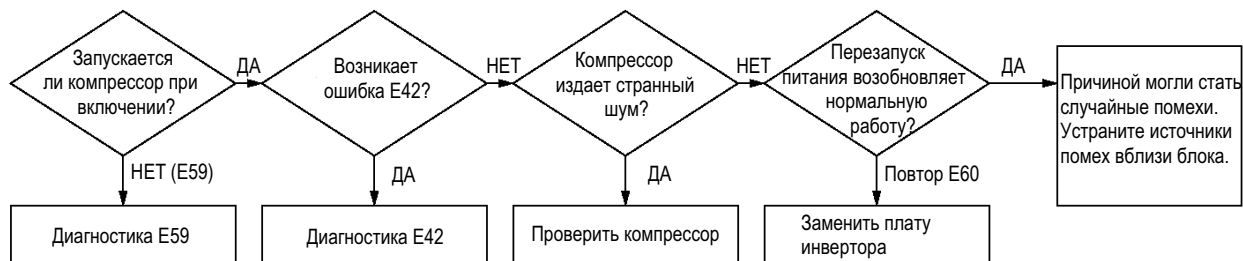 Запускается
ли компрессор при
включении?
ДА
Возникает
ошибка E42?
НЕТ
Компрессор
издает странный
шум?
НЕТ
Перезапуск
питания возобновляет
нормальную
работу?
ДА
Причиной могли стать
случайные помехи.
Устраните источники
помех вблизи блока.
НЕТ (E59)
ДА
ДА
Повтор E60
Диагностика E59
Диагностика E42
Проверить компрессор
Заменить плату
инвертора